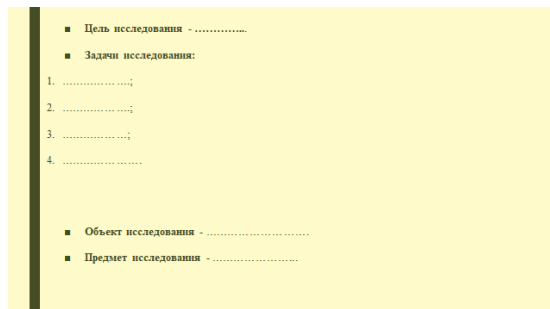 ■ Цель исследования - …………...
■ Задачи исследования:
1. ……………….;
2. ……………….;
3. ………………;
4. ………………….
■ Объект исследования - ………………………….
■ Предмет исследования - ……………………..